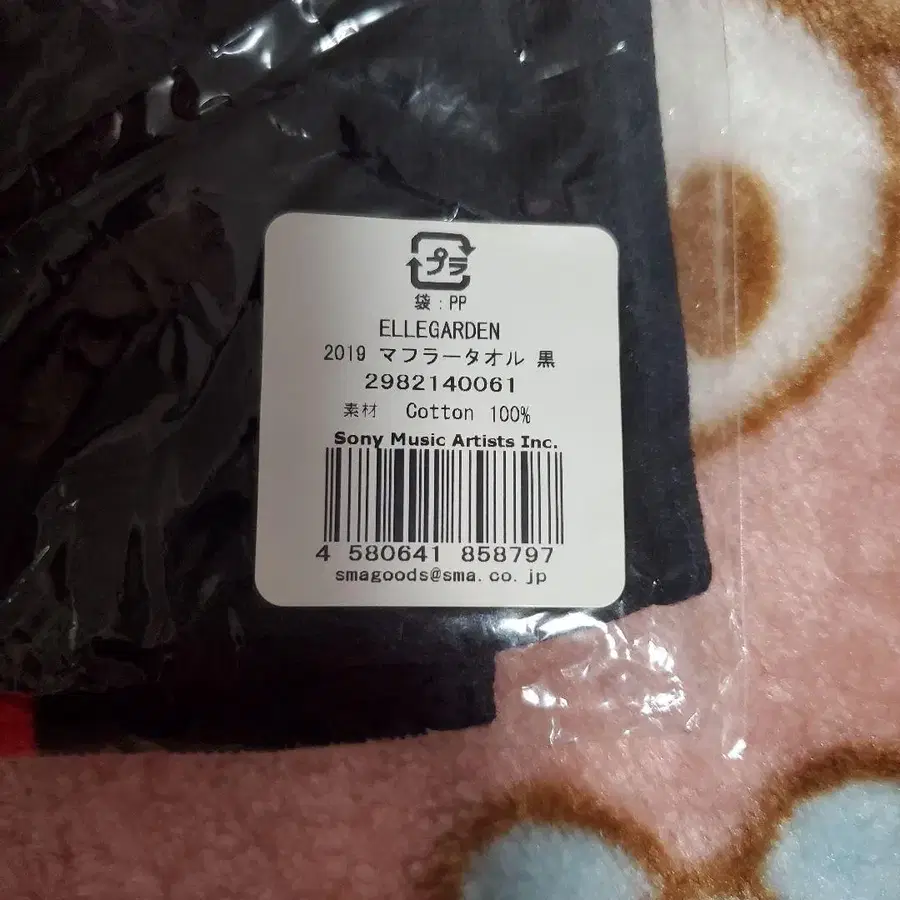 プラ
袋：PP
ELLEGARDEN
2019 マフラータオル 黒
2982140061
素材 Cotton 100%
Sony Music Artists Inc.
4 580641 858797
smagoods@sma.co.jp